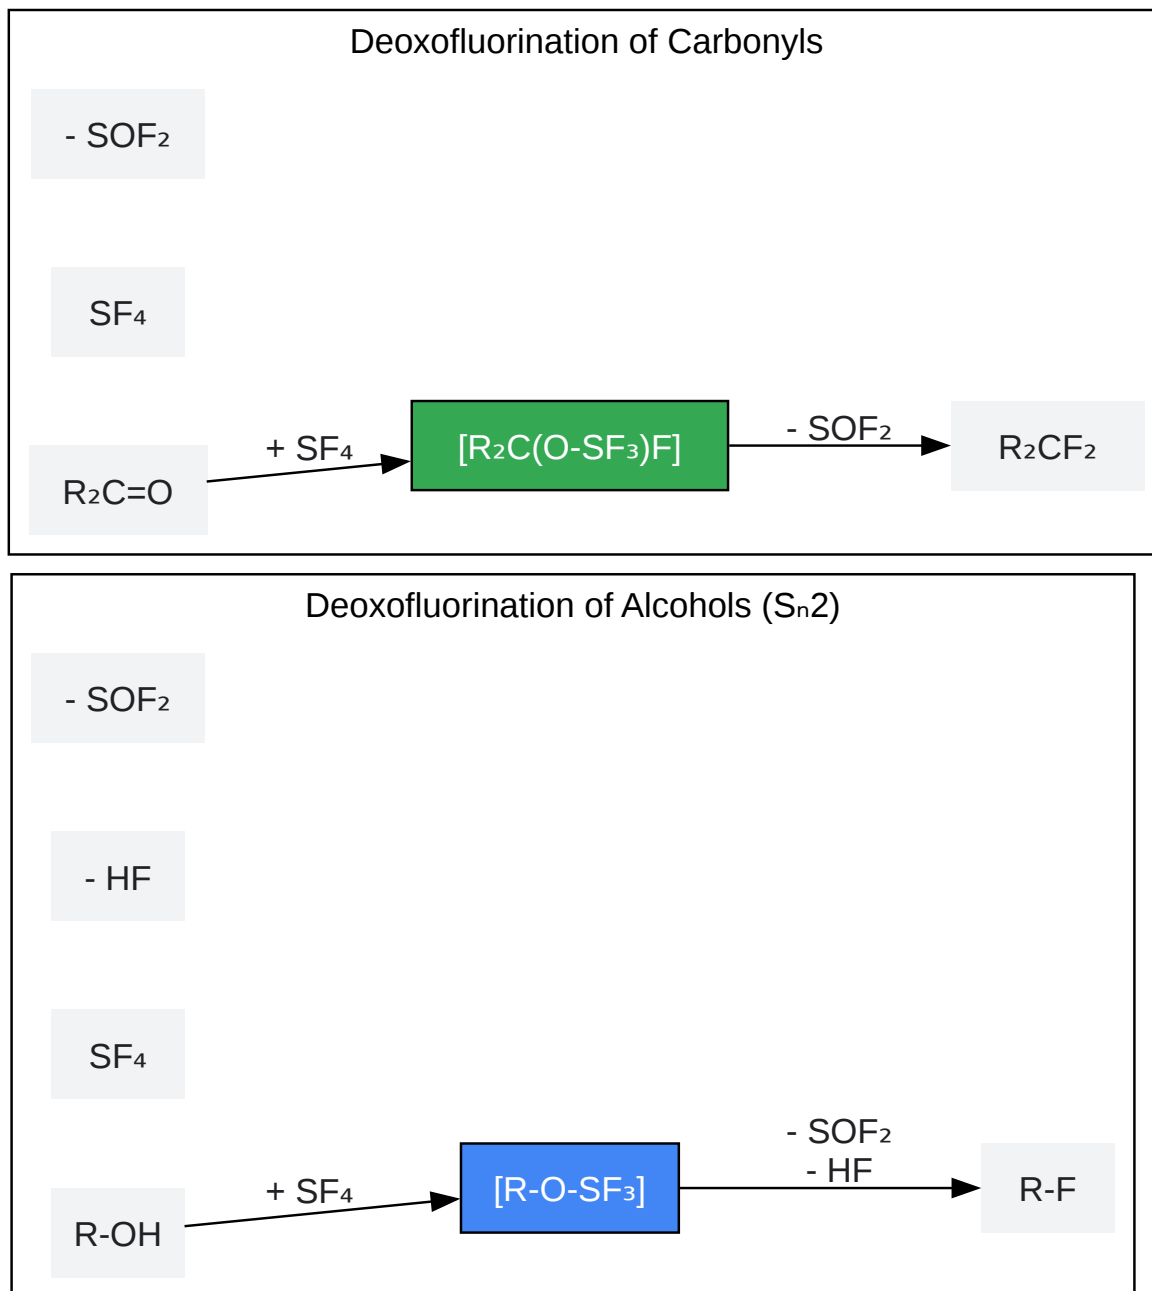 Deoxofluorination of Carbonyls
- SOF₂
SF₄
+ SF₄
[R₂C(O-SF₃)F]
- SOF₂
R₂CF₂
R₂C=O
Deoxofluorination of Alcohols (Sₙ2)
- SOF₂
- HF
SF₄
- SOF₂
- HF
+ SF₄
[R-O-SF₃]
R-F
R-OH